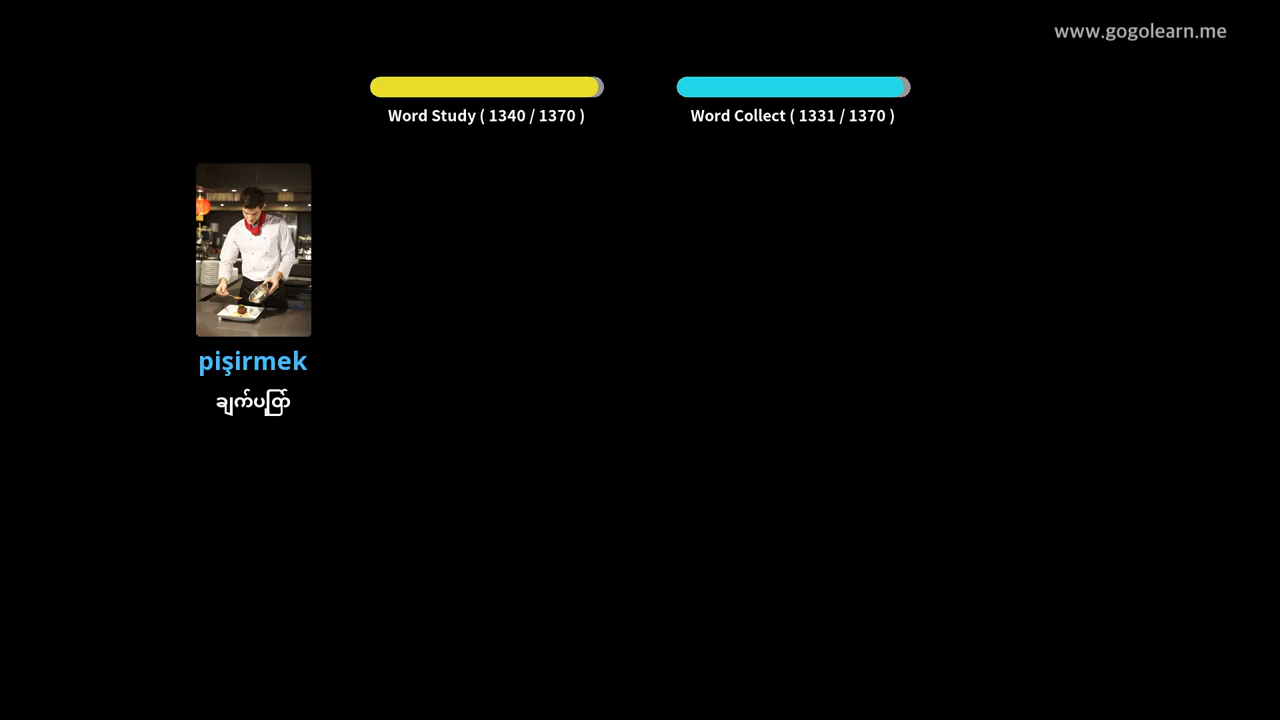 www.gogolearn.me
Word Study ( 1340 / 1370 )
Word Collect ( 1331 / 1370 )
pişirmek
ချက်ပြုတ်